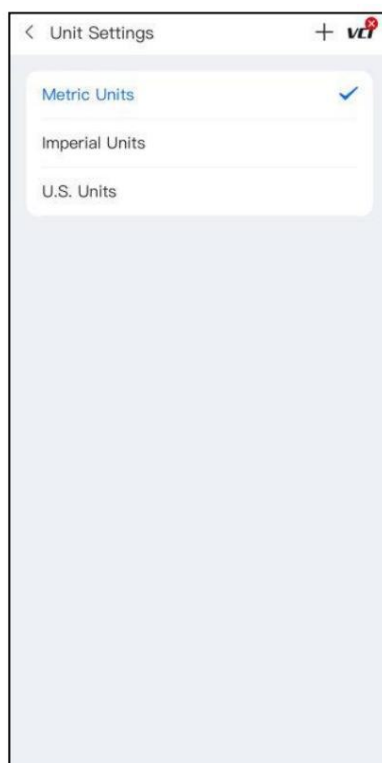 Unit Settings
VCI
Metric Units
Imperial Units
U.S. Units